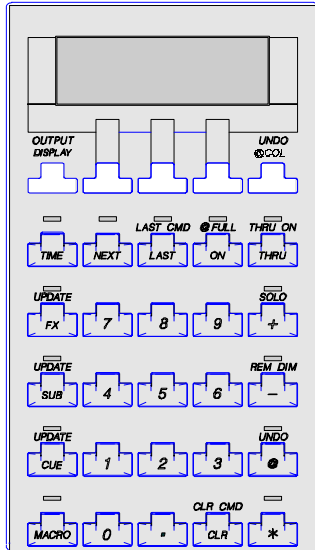 OUTPUT UNDO
DISPLAY @COL
LAST CMD @FULL THRU ON
TIME NEXT LAST ON THRU
UPDATE SOLO
FX 7 8 9 +
UPDATE REM DIM
SUB 4 5 6 -
UPDATE UNDO
CUE 1 2 3 @
CLR CMD
MACRO 0 . CLR *